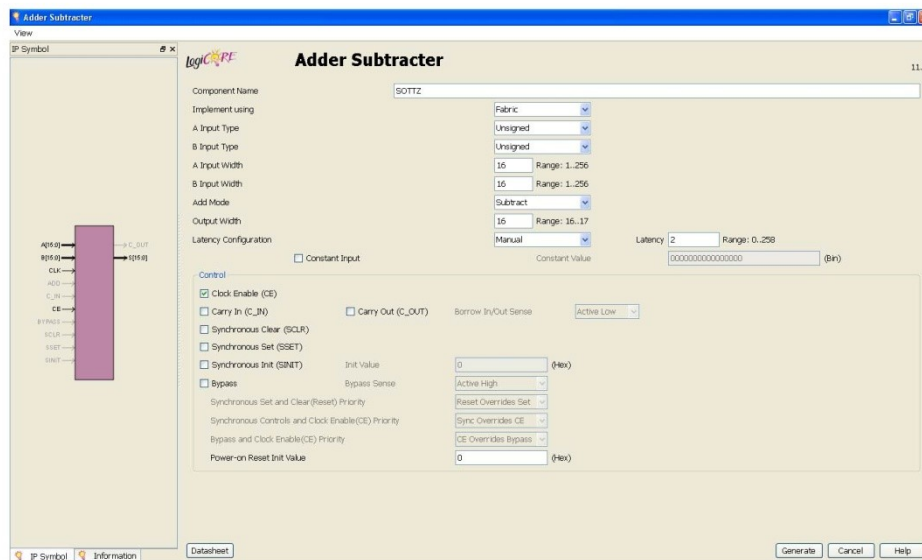 Adder Subtracter
View
IP Symbol
LogiCORE
Adder Subtracter
11.
Component Name SOTTZ
Implement using Fabric
A Input Type Unsigned
B Input Type Unsigned
A Input Width 16 Range: 1..256
B Input Width 16 Range: 1..256
Add Mode Subtract
Output Width 16 Range: 16..17
Latency Configuration Manual Latency 2 Range: 0..258
Constant Input Constant Value 0000000000000000 (Bin)
Control
Clock Enable (CE)
Carry In (C_IN) Carry Out (C_OUT) Borrow In/Out Sense Active Low
Synchronous Clear (SCLR)
Synchronous Set (SSET)
Synchronous Init (SINIT) Init Value 0 (Hex)
Bypass Bypass Sense Active High
Synchronous Set and Clear(Reset) Priority Reset Overrides Set
Synchronous Controls and Clock Enable(CE) Priority Sync Overrides CE
Bypass and Clock Enable(CE) Priority CE Overrides Bypass
Power-on Reset Init Value 0 (Hex)
A[15:0] C_OUT
B[15:0] S[15:0]
CLK
ADD
C_IN
CE
BYPASS
SCLR
SSET
SINIT
IP Symbol Information
Datasheet Generate Cancel Help